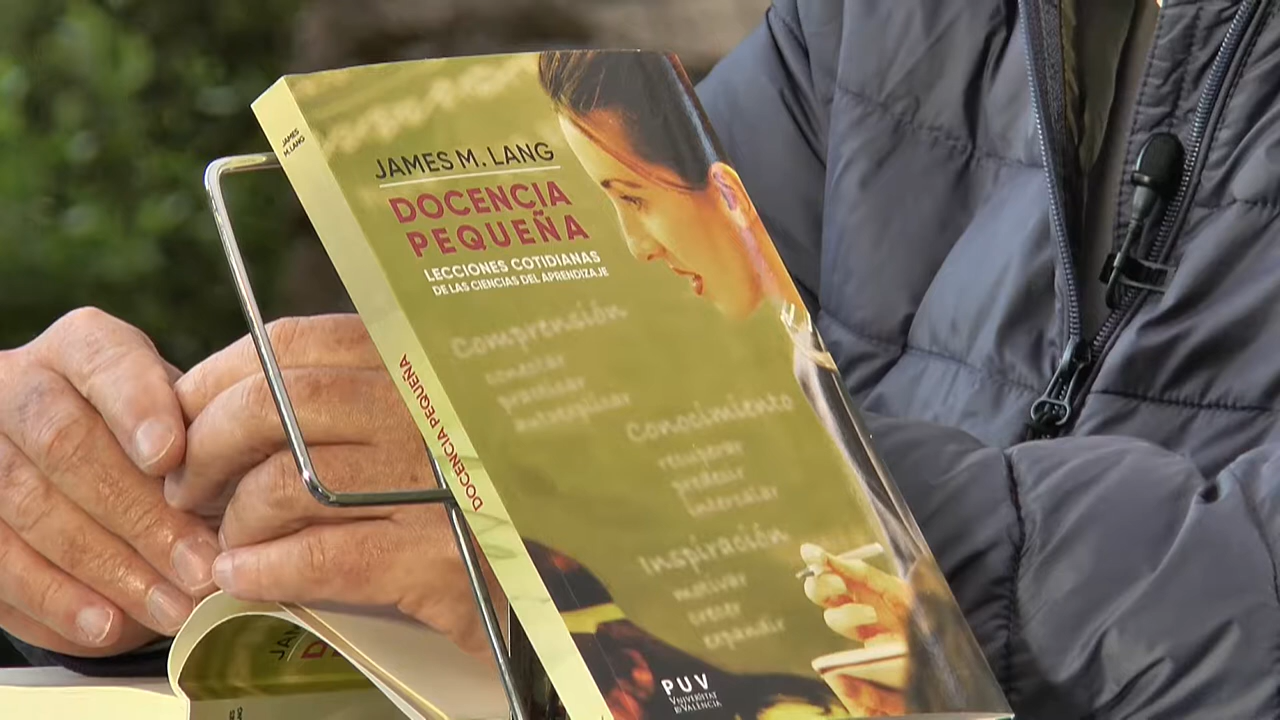 JAMES M. LANG
DOCENCIA
PEQUEÑA
LECCIONES COTIDIANAS
DE LAS CIENCIAS DEL APRENDIZAJE
Comprensión
conectar
practicar
autoexplicar
Conocimiento
recuperar
predecir
intercalar
Inspiración
motivar
crecer
expandir
PUV
UNIVERSITAT
DE VALÈNCIA
JAMES
M. LANG
DOCENCIA PEQUEÑA